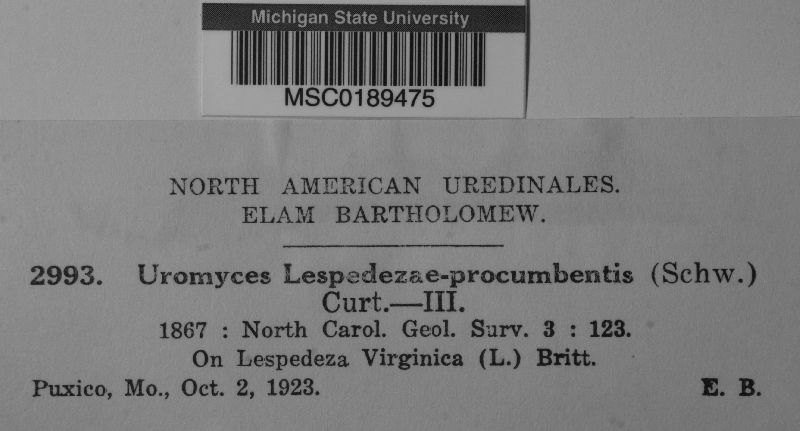 Michigan State University
MSC0189475
NORTH AMERICAN UREDINALES.
ELAM BARTHOLOMEW.
2993. Uromyces Lespedezae-procumbentis (Schw.)
Curt.—III.
1867 : North Carol. Geol. Surv. 3 : 123.
On Lespedeza Virginica (L.) Britt.
Puxico, Mo., Oct. 2, 1923. E. B.